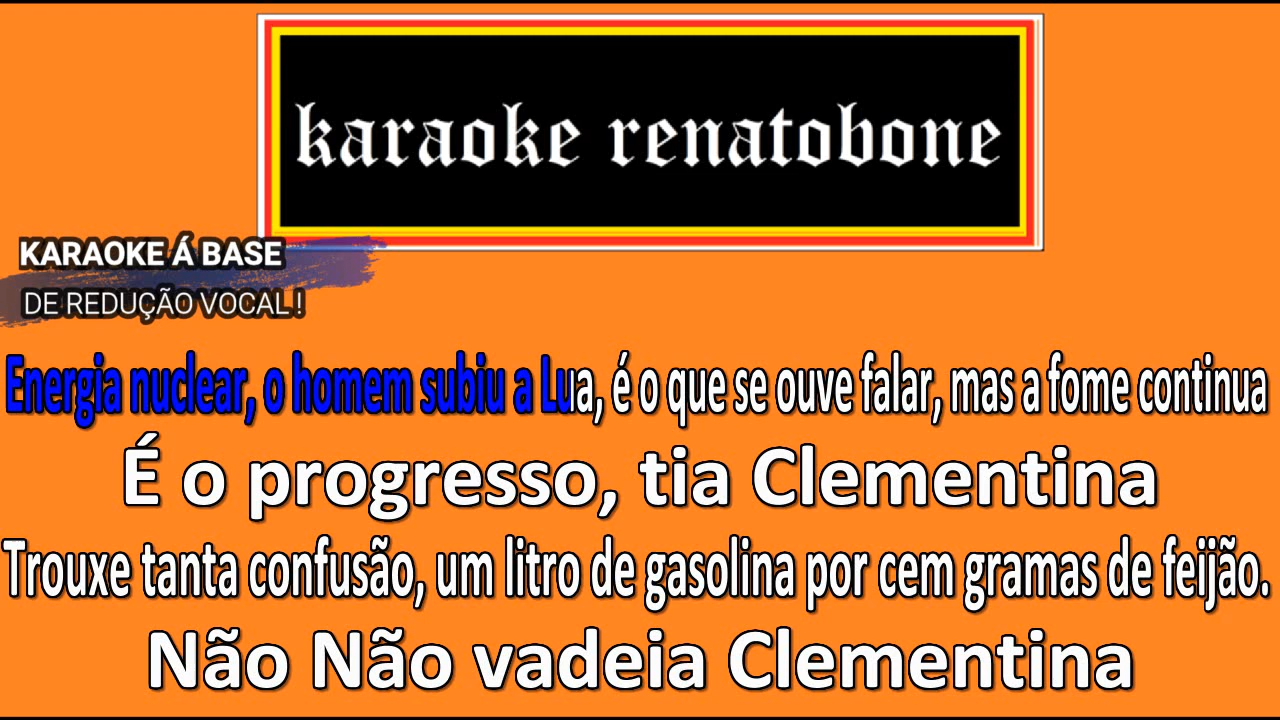 karaoke renatobone
KARAOKE Á BASE
DE REDUÇÃO VOCAL !
Energia nuclear, o homem subiu a Lua, é o que se ouve falar, mas a fome continua
É o progresso, tia Clementina
Trouxe tanta confusão, um litro de gasolina por cem gramas de feijão.
Não Não vadeia Clementina